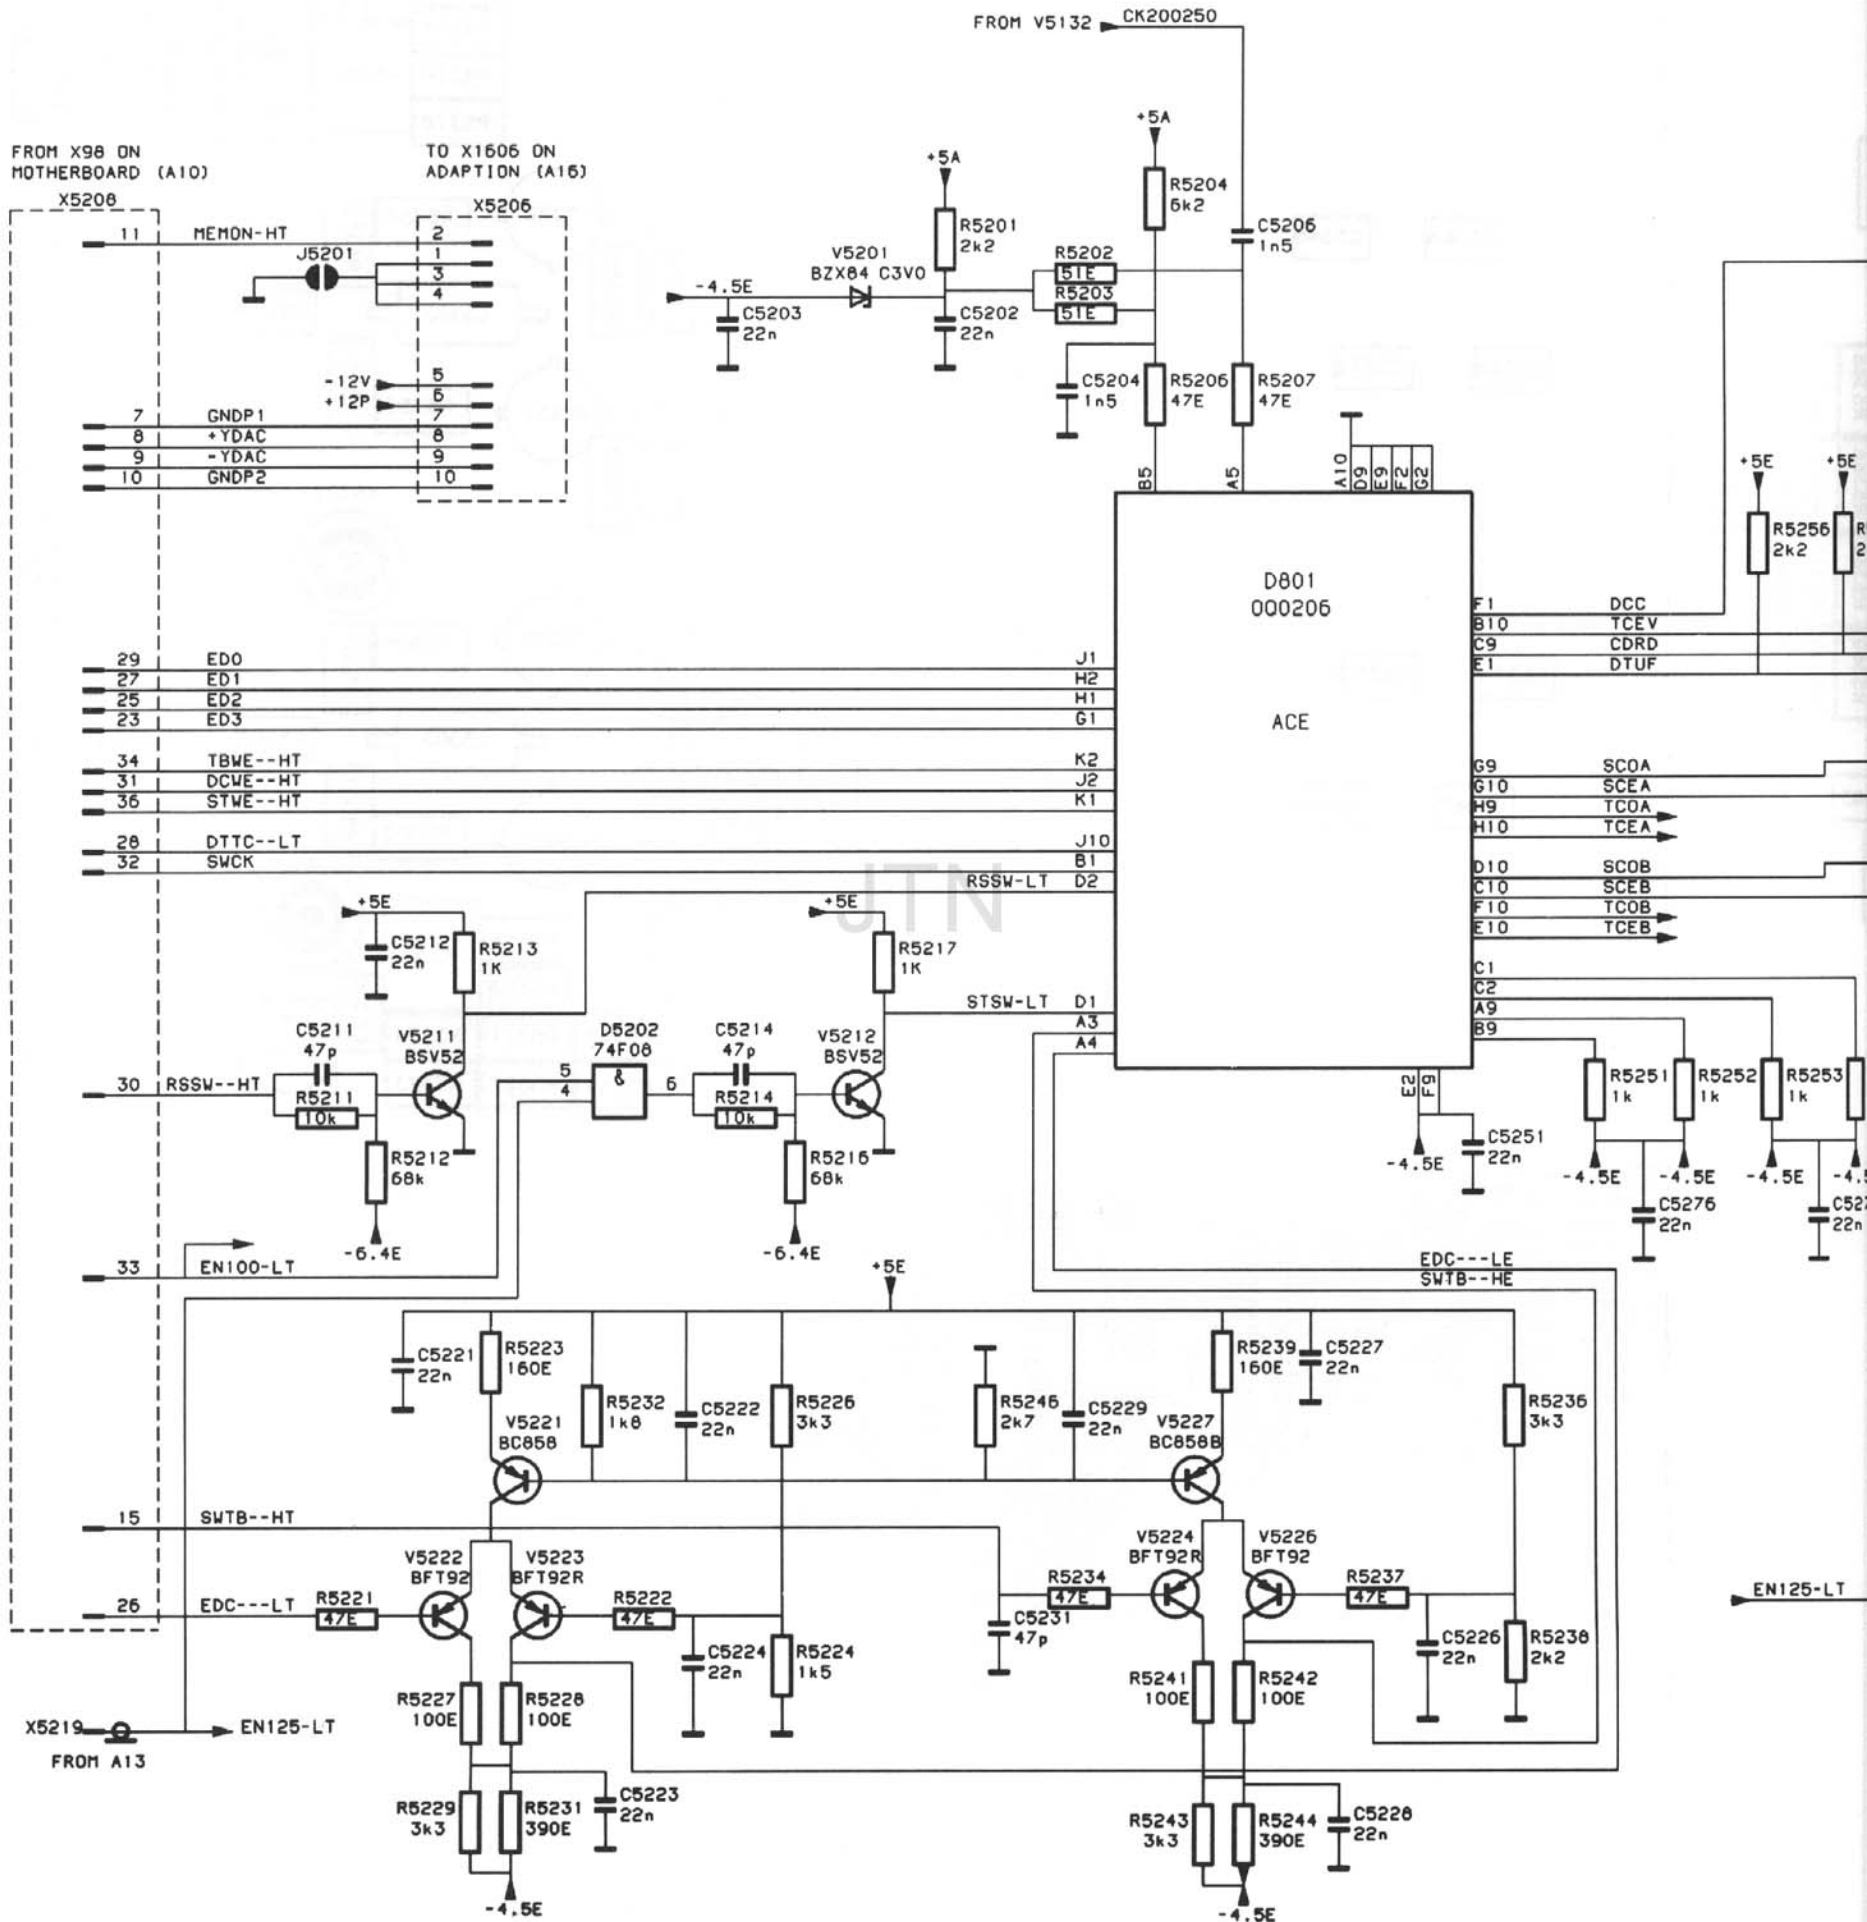 FROM V5132 CK200250
FROM X98 ON
MOTHERBOARD (A10)
X5208
TO X1606 ON
ADAPTION (A16)
X5206
11 MEMON-HT 2
J5201 1
3
4
-12V 5
+12P 6
7 GNDP1 7
8 +YDAC 8
9 -YDAC 9
10 GNDP2 10
+5A
+5A
R5204
6k2
R5201
2k2
C5206
1n5
V5201
BZX84 C3V0
R5202
51E
R5203
51E
-4.5E
C5203
22n
C5202
22n
C5204
1n5
R5206
47E
R5207
47E
B5
A5
A10
D9
E9
F2
G2
+5E
+5E
R5256
2k2
D801
OQ0206
ACE
F1 DCC
B10 TCEV
C9 CDRD
E1 DTUF
29 ED0 J1
27 ED1 H2
25 ED2 H1
23 ED3 G1
34 TBWE--HT K2
31 DCWE--HT J2
36 STWE--HT K1
28 DTTC--LT J10
32 SWCK B1
RSSW-LT D2
G9 SCOA
G10 SCEA
H9 TCOA
H10 TCEA
D10 SCOB
C10 SCEB
F10 TCOB
E10 TCEB
C1
C2
A9
B9
JTN
+5E
C5212
22n
R5213
1K
+5E
R5217
1K
STSW-LT D1
A3
A4
C5211
47p
V5211
BSV52
D5202
74F08
C5214
47p
V5212
BSV52
30 RSSW--HT
R5211
10k
5
4
&
6
R5214
10k
R5212
68k
R5216
68k
-6.4E
-6.4E
E2
F9
-4.5E
C5251
22n
R5251
1k
R5252
1k
R5253
1k
-4.5E
-4.5E
-4.5E
C5276
22n
22n
33 EN100-LT
+5E
EDC---LE
SWTB--HE
C5221
22n
R5223
160E
R5232
1k8
C5222
22n
R5226
3k3
R5246
2k7
C5229
22n
R5239
160E
C5227
22n
R5236
3k3
V5221
BC858
V5227
BC858B
15 SWTB--HT
V5222
BFT92
V5223
BFT92R
V5224
BFT92R
V5226
BFT92
26 EDC---LT
R5221
47E
R5222
47E
R5234
47E
R5237
47E
EN125-LT
C5231
47p
C5224
22n
R5224
1k5
C5226
22n
R5238
2k2
R5227
100E
R5228
100E
R5241
100E
R5242
100E
X5219 EN125-LT
FROM A13
R5229
3k3
R5231
390E
C5223
22n
R5243
3k3
R5244
390E
C5228
22n
-4.5E
-4.5E